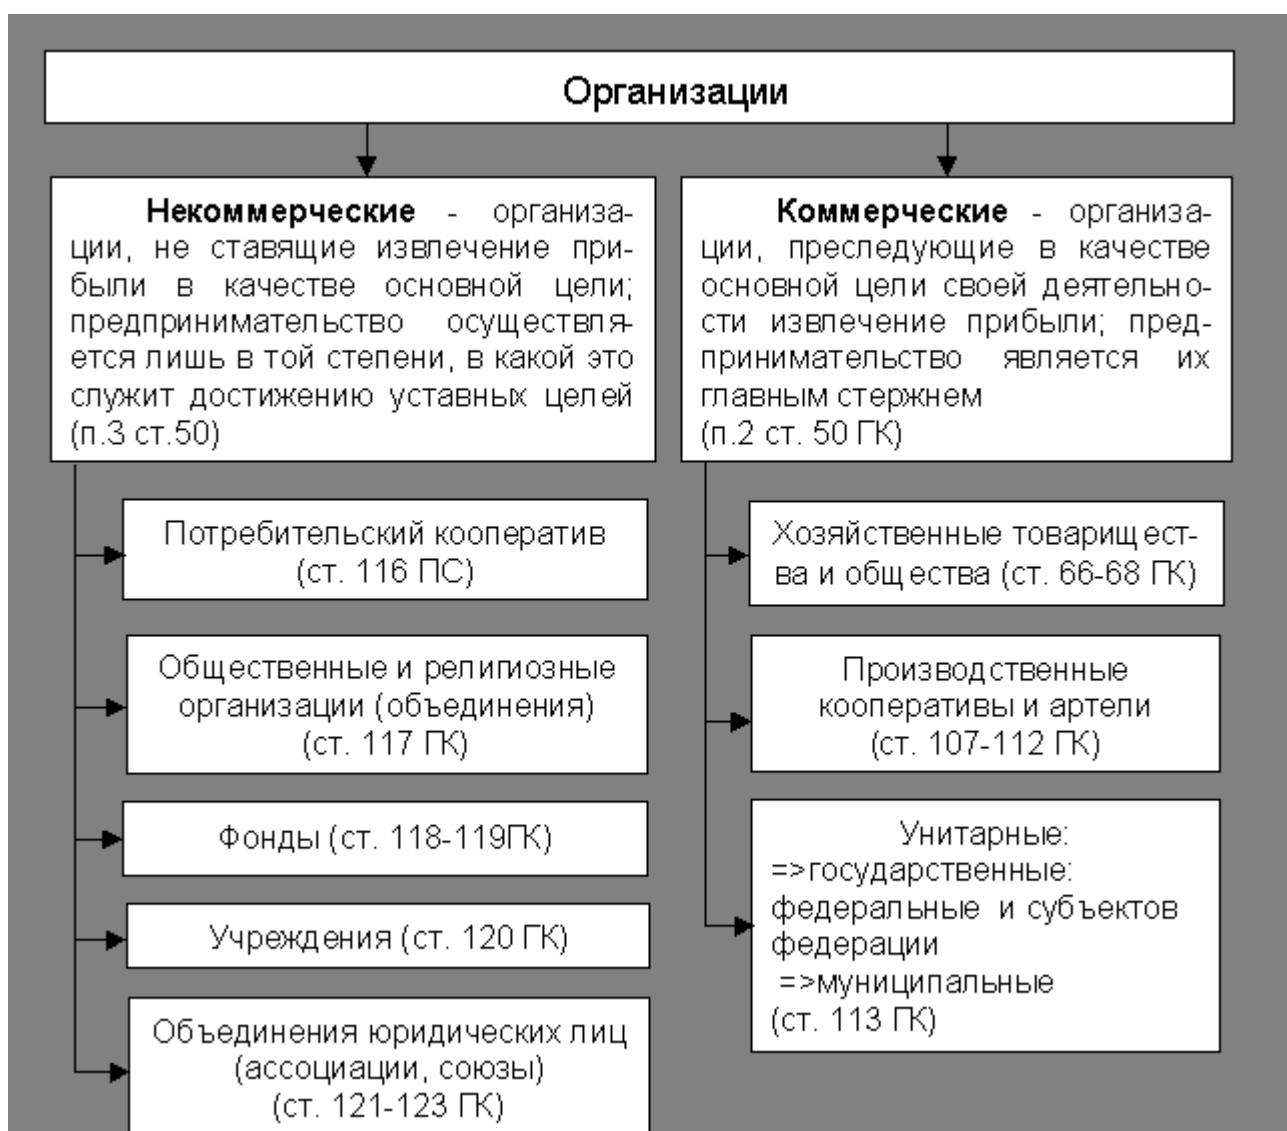 Организации
Некоммерческие - организа-
ции, не ставящие извлечение при-
были в качестве основной цели;
предпринимательство осуществля-
ется лишь в той степени, в какой это
служит достижению уставных целей
(п.3 ст.50)
Потребительский кооператив
(ст. 116 ПС)
Общественные и религиозные
организации (объединения)
(ст. 117 ГК)
Фонды (ст. 118-119ГК)
Учреждения (ст. 120 ГК)
Объединения юридических лиц
(ассоциации, союзы)
(ст. 121-123 ГК)
Коммерческие - организа-
ции, преследующие в качестве
основной цели своей деятельно-
сти извлечение прибыли; пред-
принимательство является их
главным стержнем
(п.2 ст. 50 ГК)
Хозяйственные товарищест-
ва и общества (ст. 66-68 ГК)
Производственные
кооперативы и артели
(ст. 107-112 ГК)
Унитарные:
=>государственные:
федеральные и субъектов
федерации
=>муниципальные
(ст. 113 ГК)